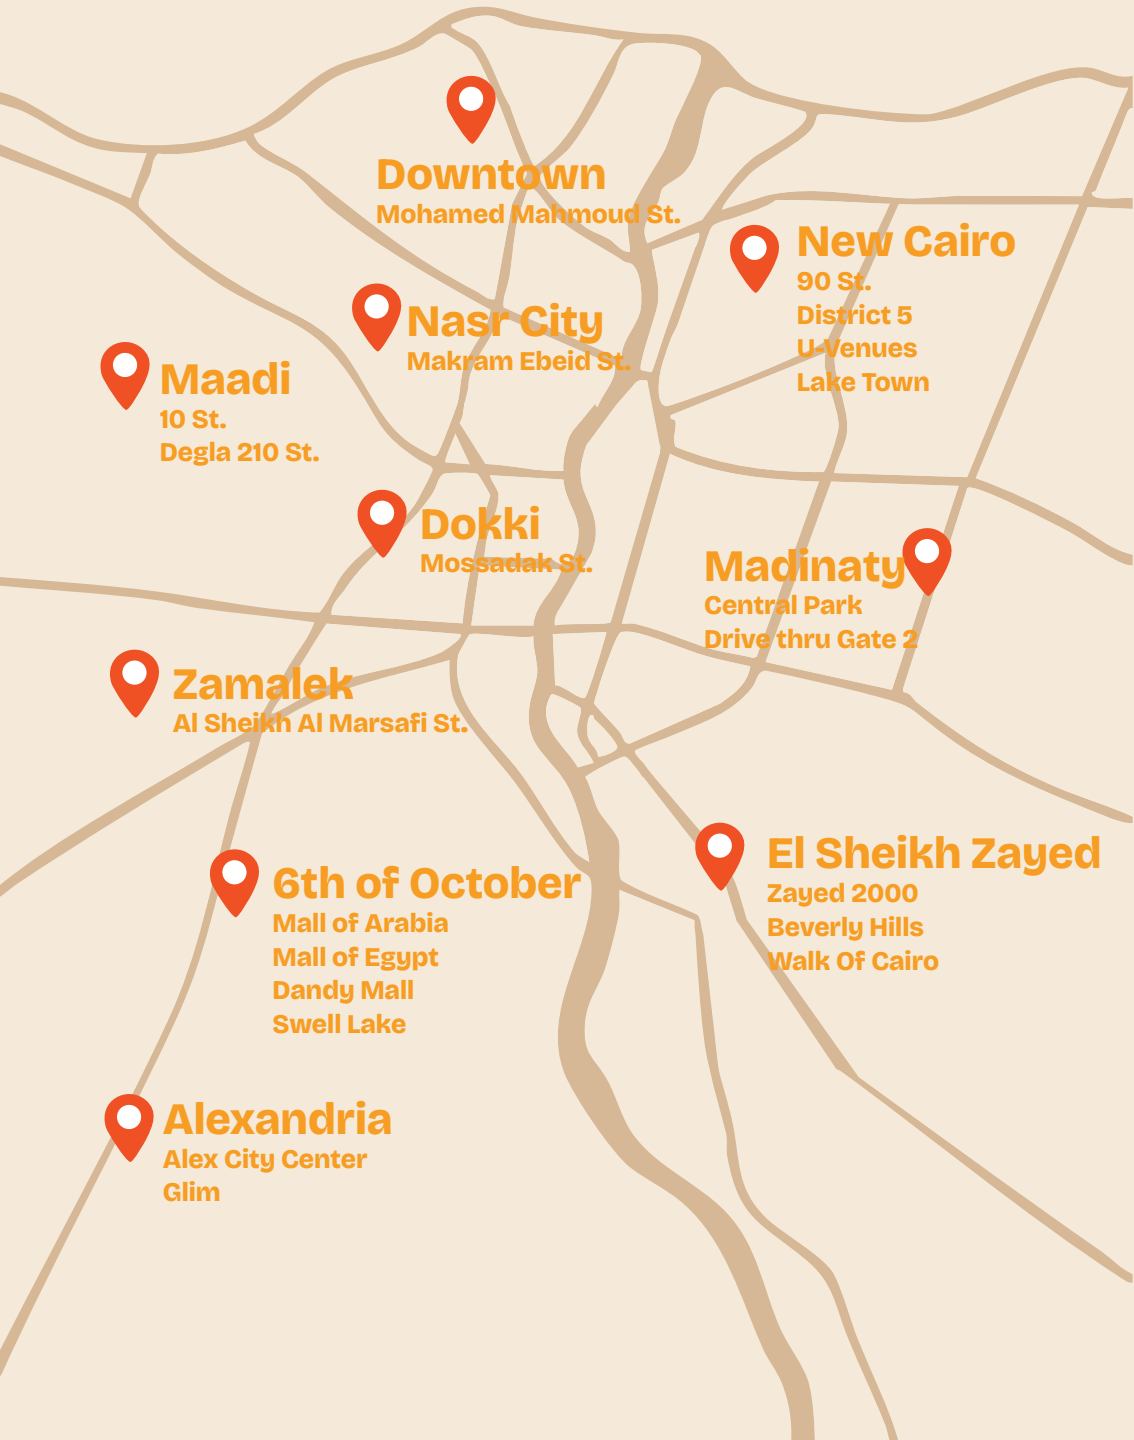 Downtown
Mohamed Mahmoud St.
New Cairo
90 St.
District 5
U-Venues
Lake Town
Nasr City
Makram Ebeid St.
Maadi
10 St.
Degla 210 St.
Dokki
Mossadak St.
Madinaty
Central Park
Drive thru Gate 2
Zamalek
Al Sheikh Al Marsafi St.
El Sheikh Zayed
Zayed 2000
Beverly Hills
Walk Of Cairo
6th of October
Mall of Arabia
Mall of Egypt
Dandy Mall
Swell Lake
Alexandria
Alex City Center
Glim